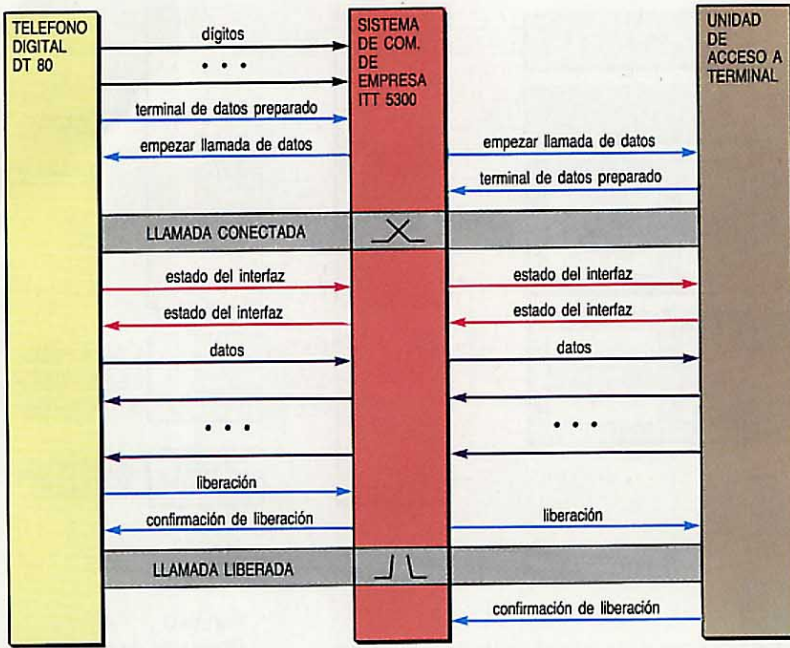 TELEFONO
DIGITAL
DT 80
SISTEMA
DE COM.
DE
EMPRESA
ITT 5300
UNIDAD
DE
ACCESO A
TERMINAL
dígitos
• • •
terminal de datos preparado
empezar llamada de datos
empezar llamada de datos
terminal de datos preparado
LLAMADA CONECTADA
estado del interfaz
estado del interfaz
estado del interfaz
estado del interfaz
datos
datos
• • •
• • •
liberación
confirmación de liberación
liberación
LLAMADA LIBERADA
confirmación de liberación